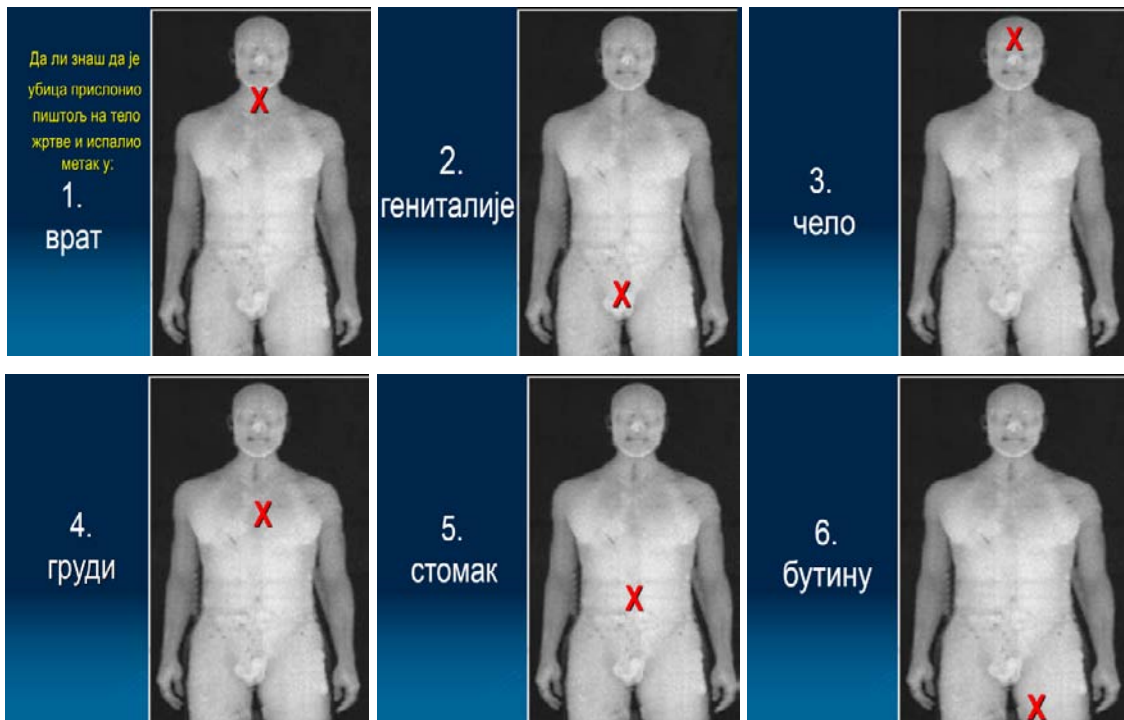 Да ли знаш да је
убица прислонио
пиштољ на тело
жртве и испалио
метак у:
1.
врат
X
2.
гениталије
X
3.
чело
X
4.
груди
X
5.
стомак
X
6.
бутину
X